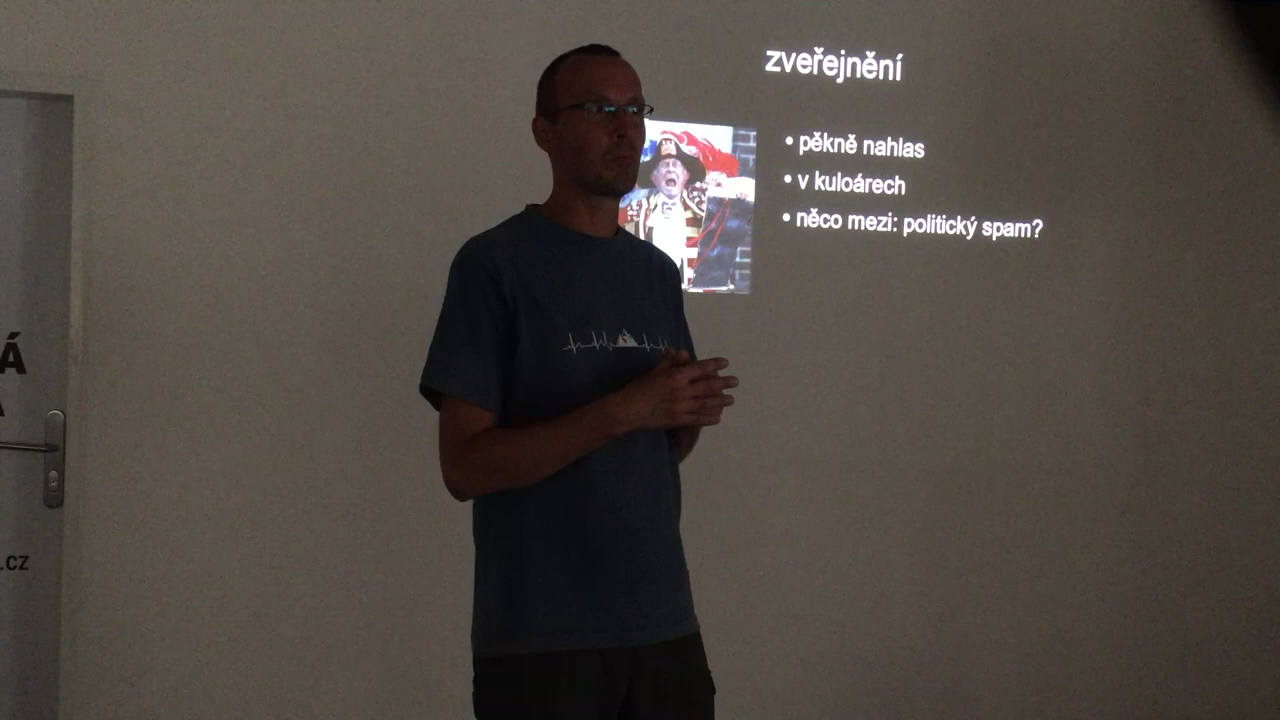 zveřejnění
• pěkně nahlas
• v kuloárech
• něco mezi: politický spam?
Á
A
.cz